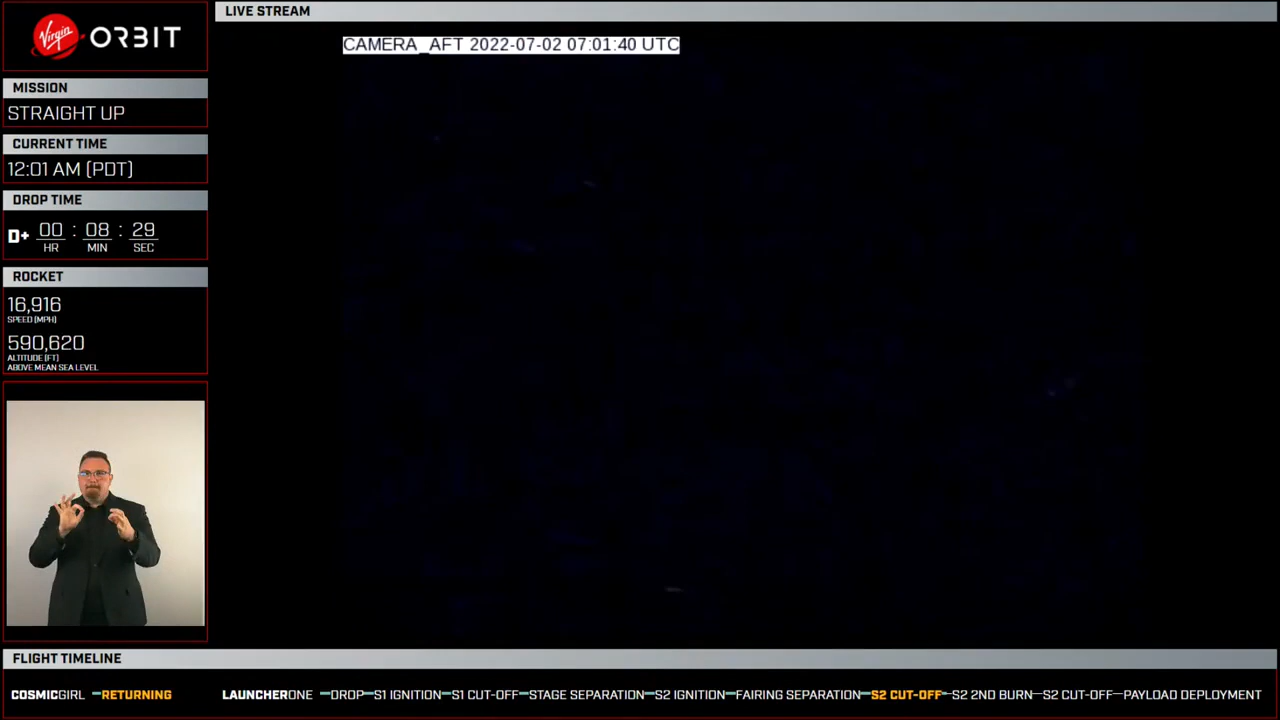 Virgin ORBIT
LIVE STREAM
CAMERA_AFT 2022-07-02 07:01:40 UTC
MISSION
STRAIGHT UP
CURRENT TIME
12:01 AM (PDT)
DROP TIME
D+ 00 : 08 : 29
HR MIN SEC
ROCKET
16,916
SPEED (MPH)
590,620
ALTITUDE (FT)
ABOVE MEAN SEA LEVEL
FLIGHT TIMELINE
COSMICGIRL RETURNING LAUNCHERONE DROP S1 IGNITION S1 CUT-OFF STAGE SEPARATION S2 IGNITION FAIRING SEPARATION S2 CUT-OFF S2 2ND BURN S2 CUT-OFF PAYLOAD DEPLOYMENT